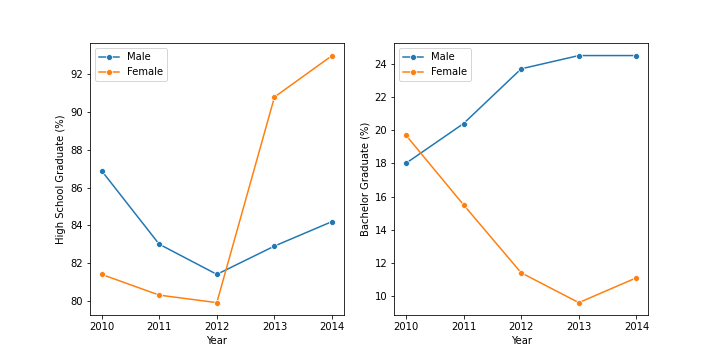 Male
Female
High School Graduate (%)
92
90
88
86
84
82
80
2010 2011 2012 2013 2014
Year
Male
Female
Bachelor Graduate (%)
24
22
20
18
16
14
12
10
2010 2011 2012 2013 2014
Year